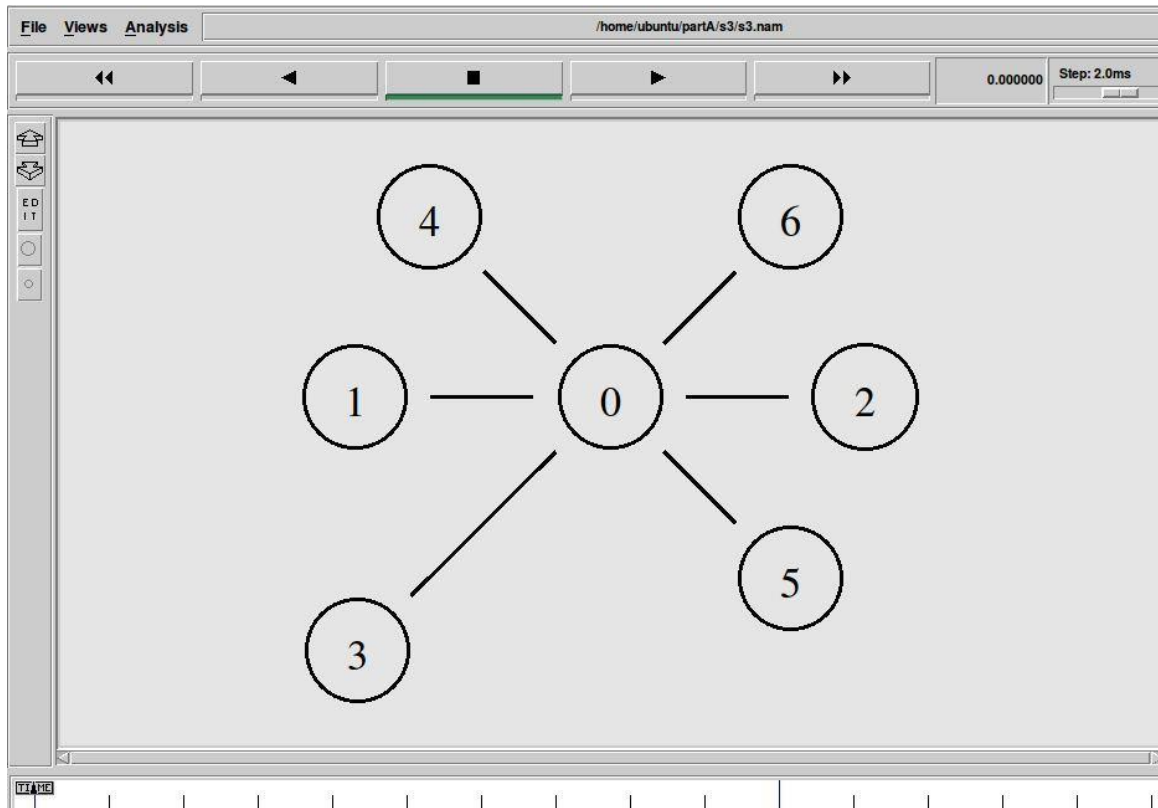 File Views Analysis /home/ubuntu/partA/s3/s3.nam
0.000000 Step: 2.0ms
E D
I T
4 6
1 0 2
5
3
TIME